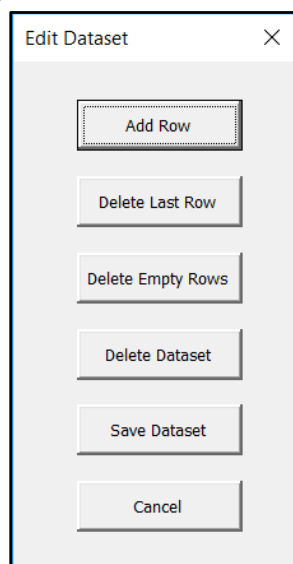 Edit Dataset
Add Row
Delete Last Row
Delete Empty Rows
Delete Dataset
Save Dataset
Cancel